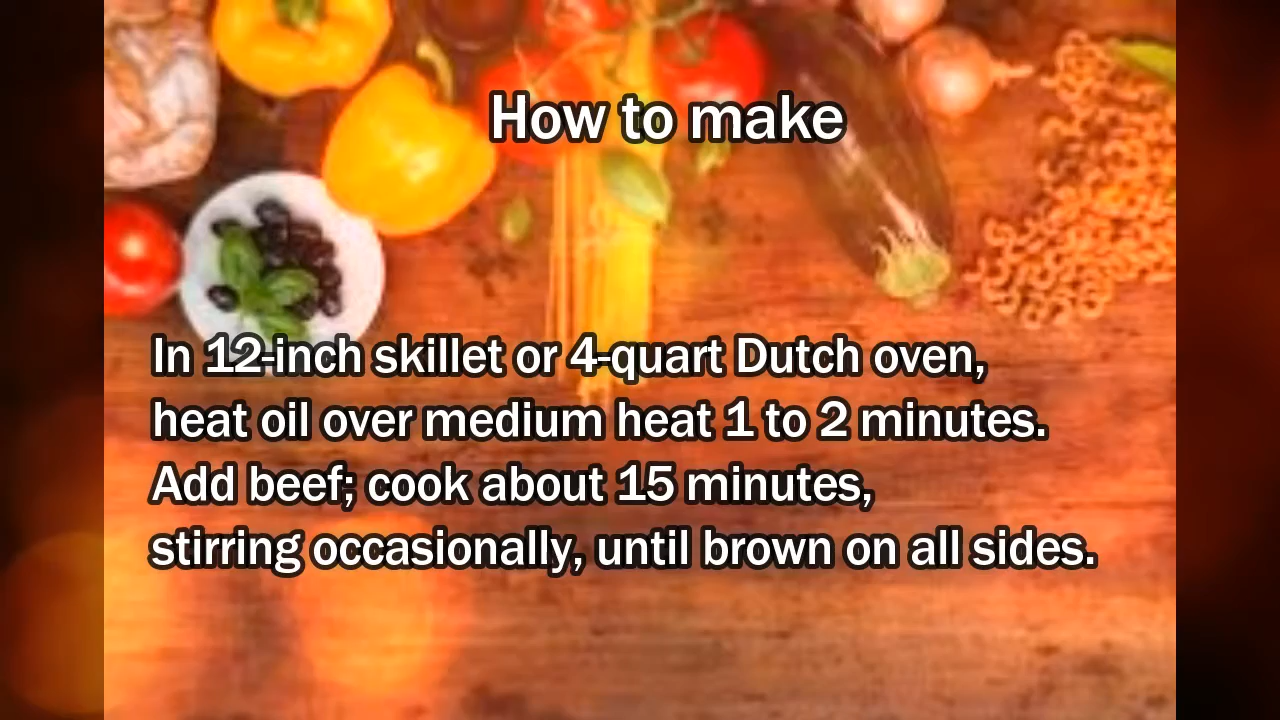 How to make
In 12-inch skillet or 4-quart Dutch oven,
heat oil over medium heat 1 to 2 minutes.
Add beef; cook about 15 minutes,
stirring occasionally, until brown on all sides.